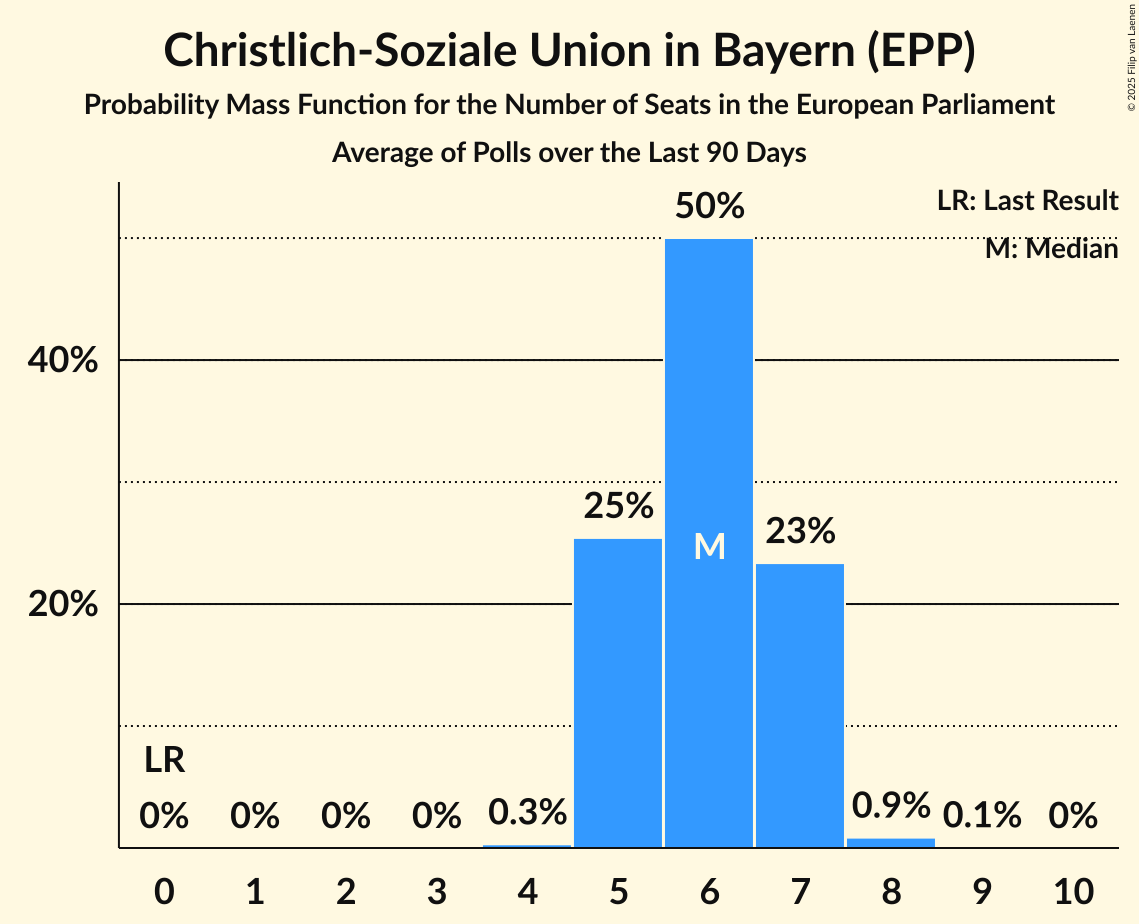 Christlich-Soziale Union in Bayern (EPP)
Probability Mass Function for the Number of Seats in the European Parliament
Average of Polls over the Last 90 Days
© 2025 Filip van Laenen
LR: Last Result
M: Median
50%
40%
25%
23%
M
20%
LR
0% 0% 0% 0% 0.3% 0.9% 0.1% 0%
0 1 2 3 4 5 6 7 8 9 10